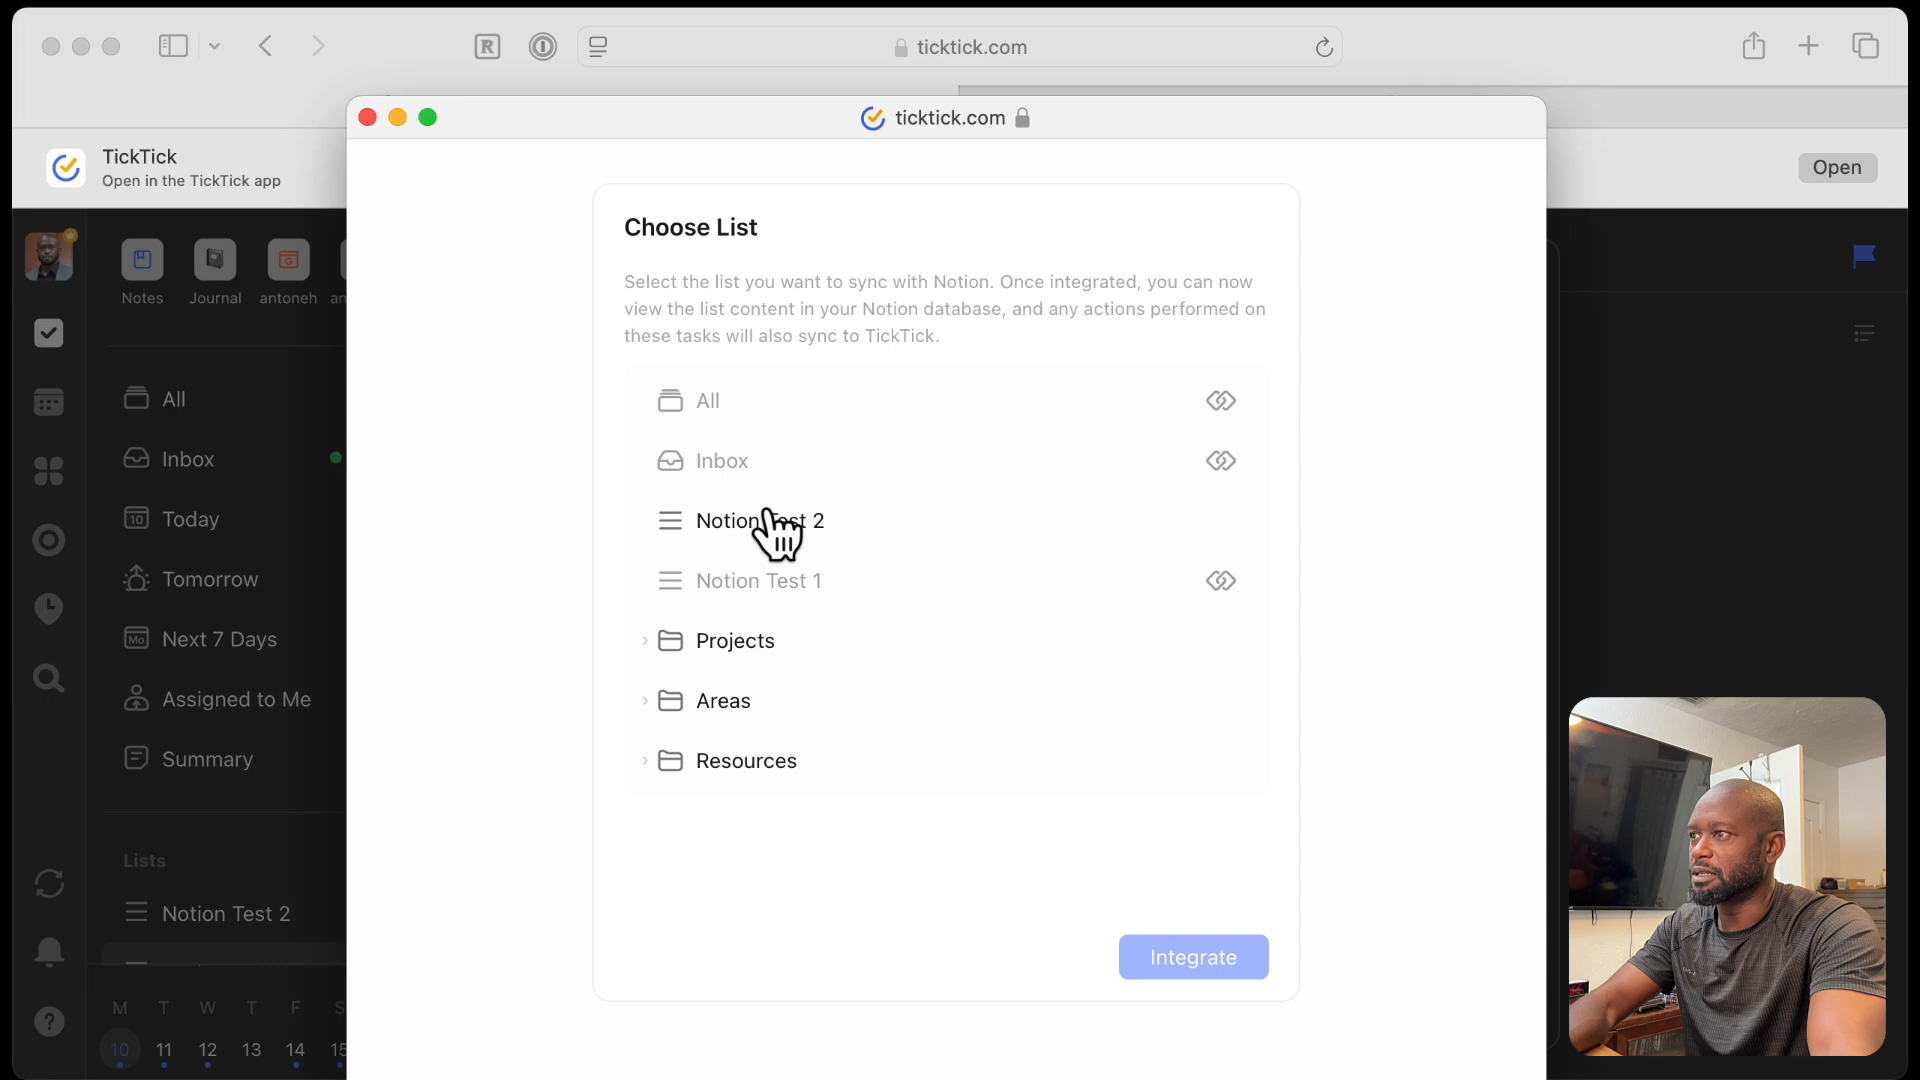 ticktick.com
ticktick.com
TickTick
Open in the TickTick app
Open
Notes
Journal
antoneh
an
All
Inbox
Today
Tomorrow
Next 7 Days
Assigned to Me
Summary
Lists
Notion Test 2
M T W T F S
10 11 12 13 14 15
Choose List
Select the list you want to sync with Notion. Once integrated, you can now
view the list content in your Notion database, and any actions performed on
these tasks will also sync to TickTick.
All
Inbox
Notion Test 2
Notion Test 1
Projects
Areas
Resources
Integrate